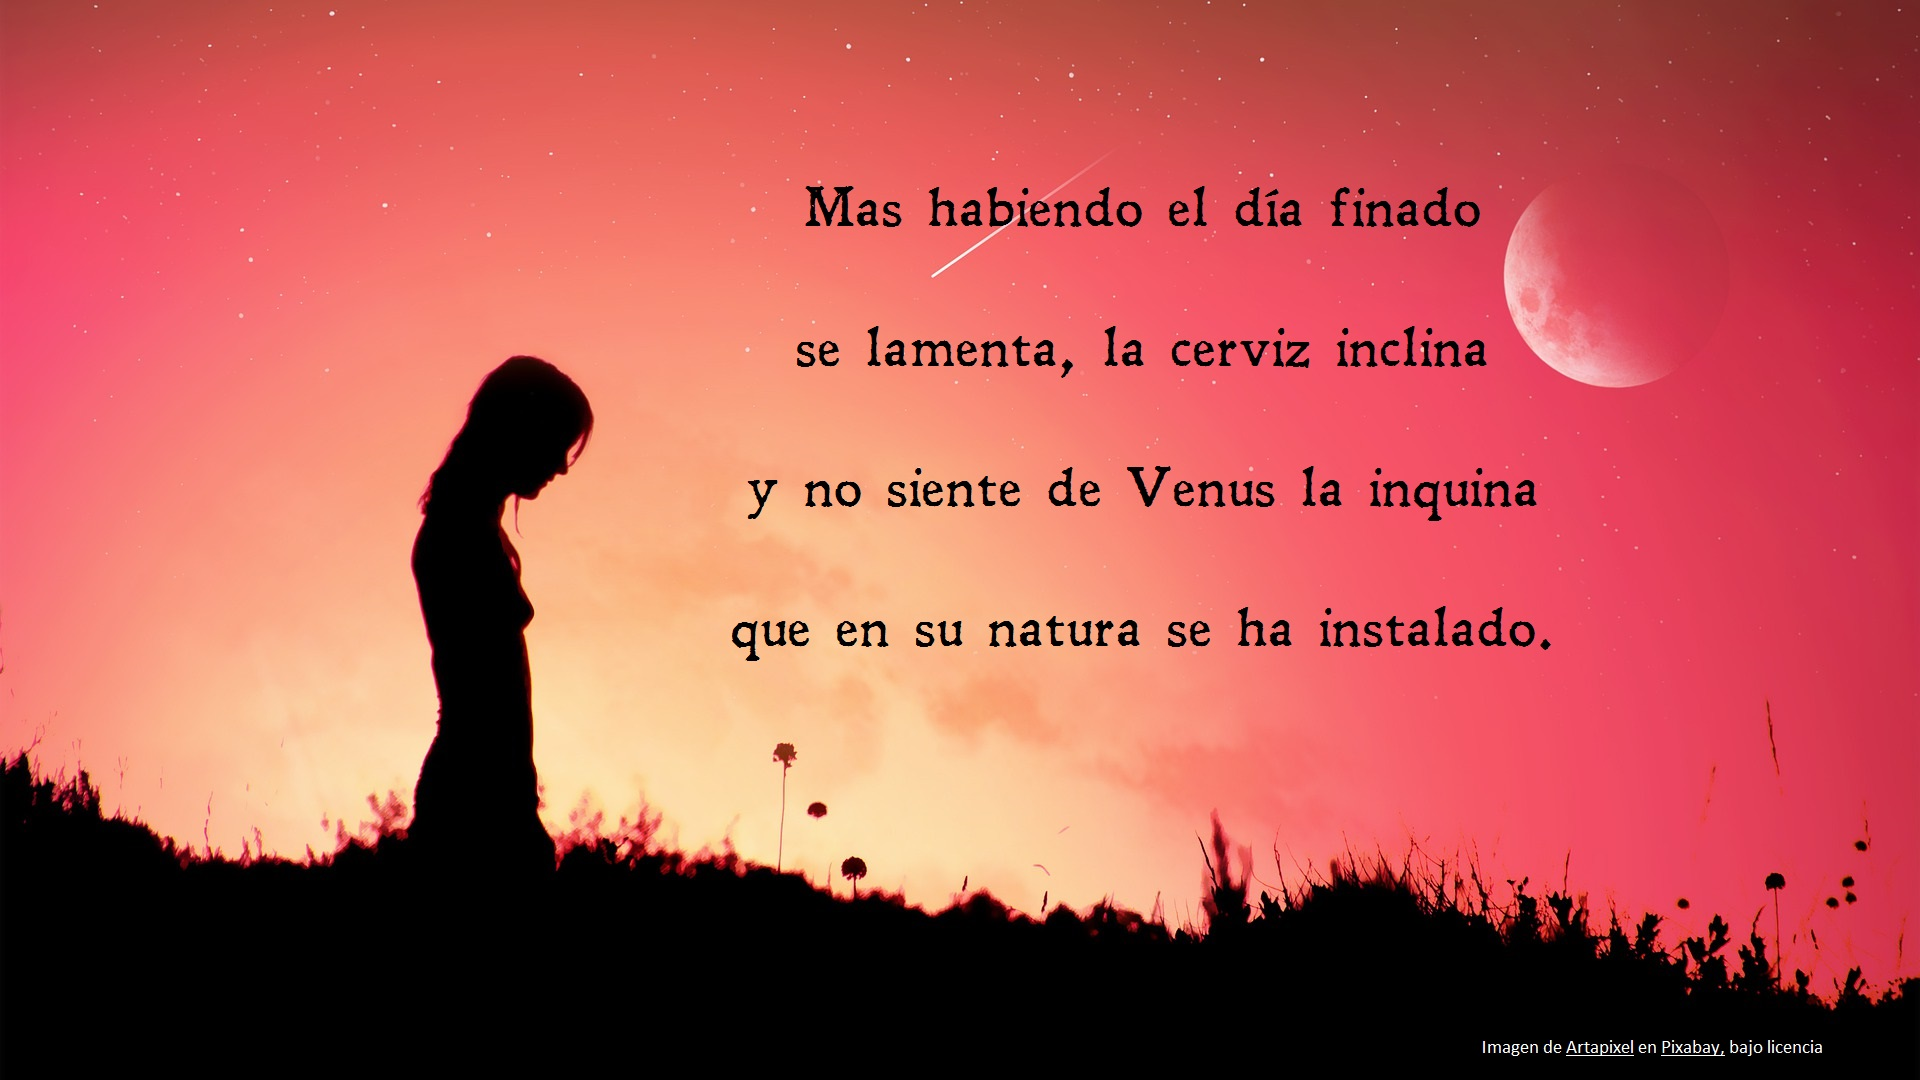 Mas habiendo el día finado
se lamenta, la cerviz inclina
y no siente de Venus la inquina
que en su natura se ha instalado.
Imagen de Artapixel en Pixabay, bajo licencia